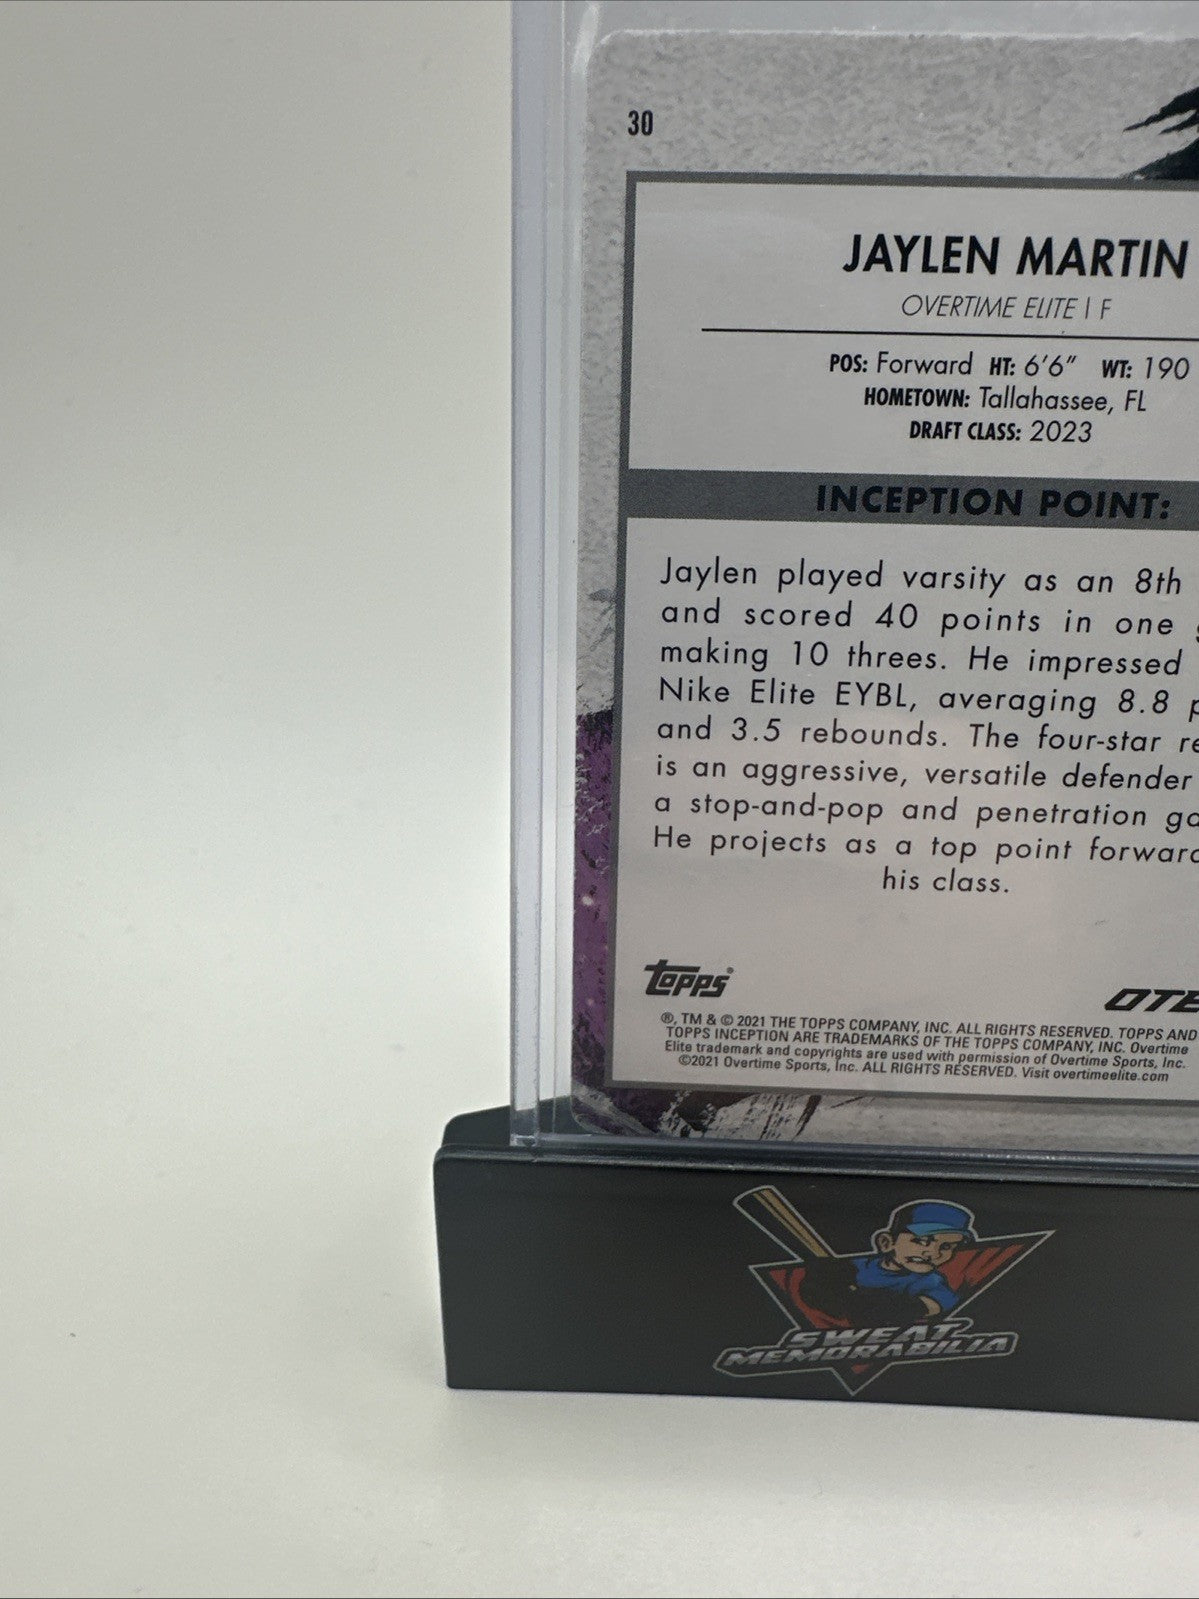 30
JAYLEN MARTIN
OVERTIME ELITE | F
POS: Forward HT: 6'6" WT: 190
HOMETOWN: Tallahassee, FL
DRAFT CLASS: 2023
INCEPTION POINT:
Jaylen played varsity as an 8th
and scored 40 points in one
making 10 threes. He impressed
Nike Elite EYBL, averaging 8.8
and 3.5 rebounds. The four-star
is an aggressive, versatile defender
a stop-and-pop and penetration
He projects as a top point forward
his class.
Topps® OTE
®, TM & © 2021 THE TOPPS COMPANY, INC. ALL RIGHTS RESERVED. TOPPS AND
TOPPS INCEPTION ARE TRADEMARKS OF THE TOPPS COMPANY, INC. Overtime
Elite trademark and copyrights are used with permission of Overtime Sports, Inc.
©2021 Overtime Sports, Inc. ALL RIGHTS RESERVED. Visit overtimeelite.com
SWEAT
MEMORABILIA